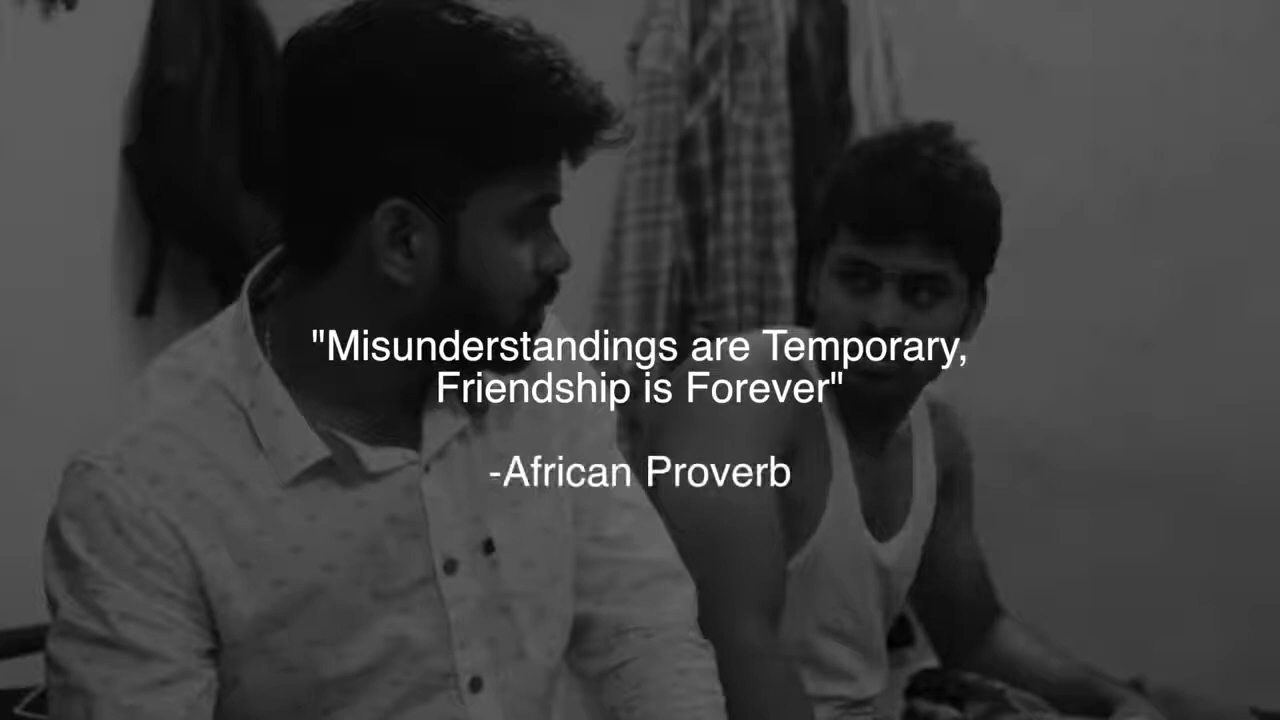 "Misunderstandings are Temporary,
Friendship is Forever"
-African Proverb